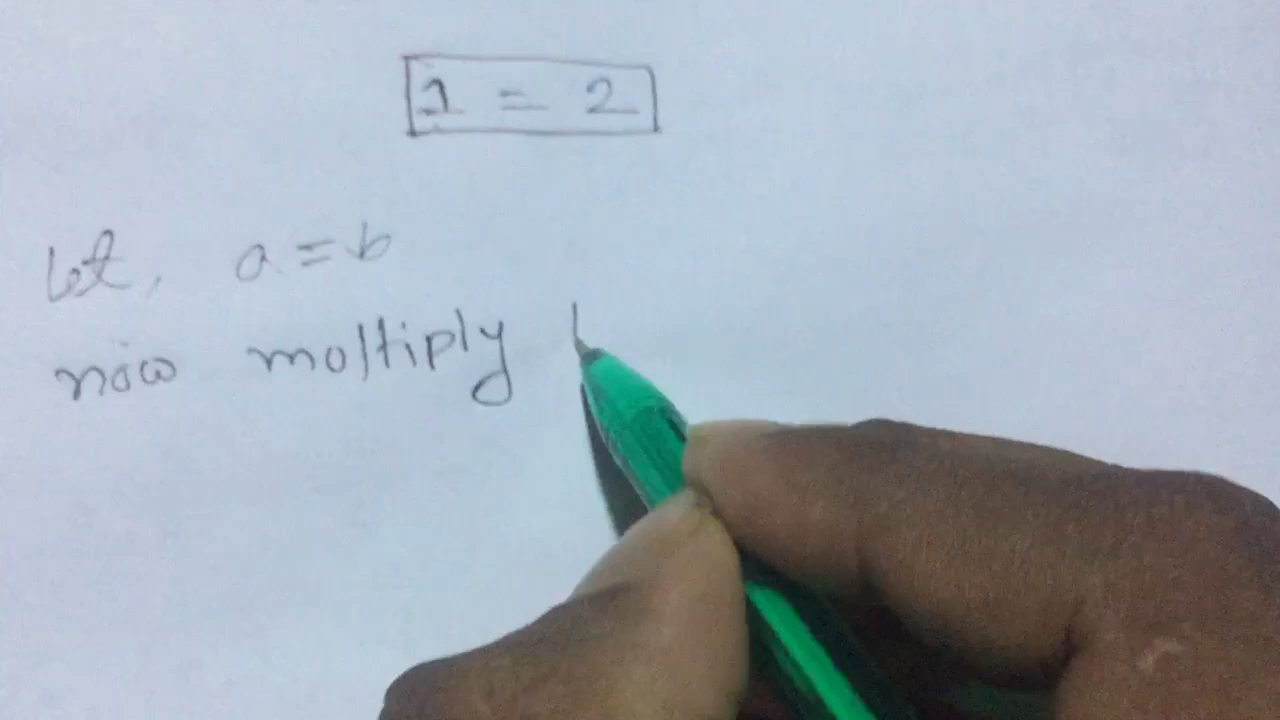 1 = 2
Let, a = b
now moltiply